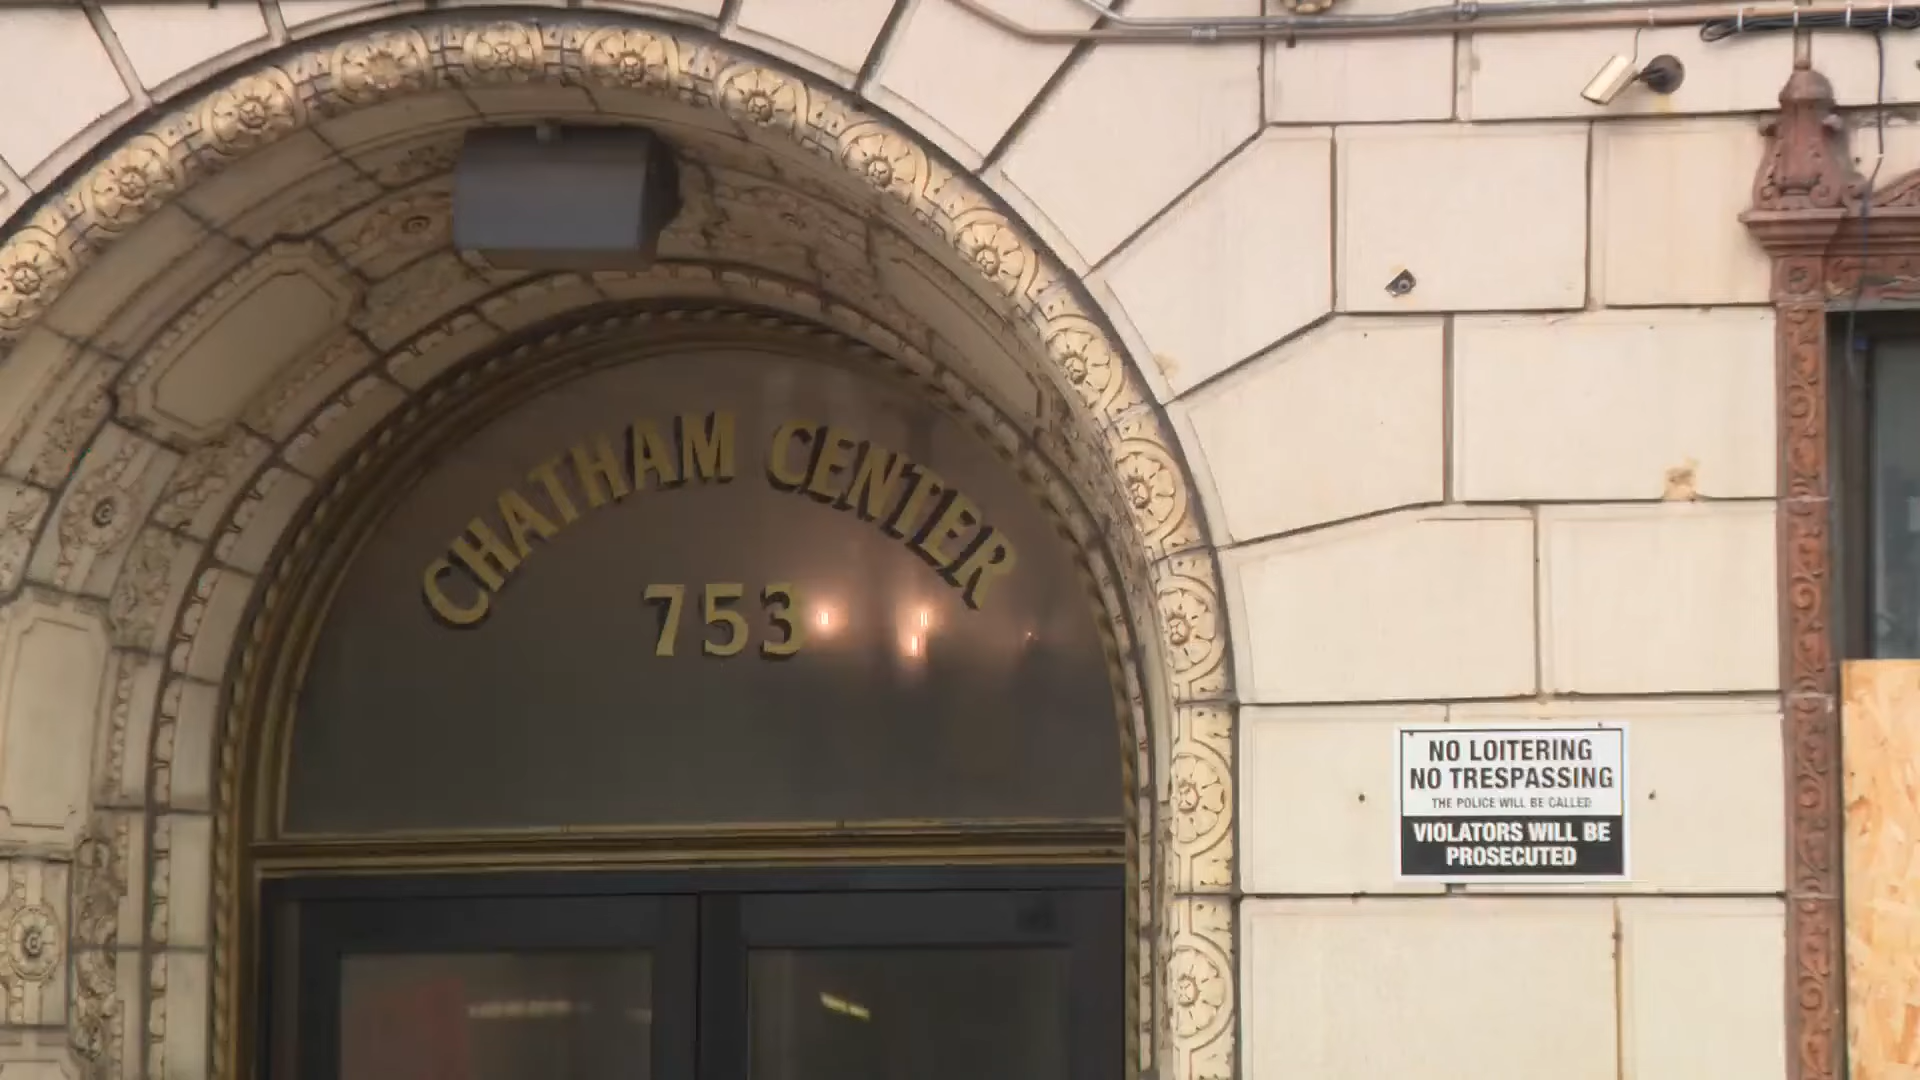 CHATHAM CENTER
753
NO LOITERING
NO TRESPASSING
THE POLICE WILL BE CALLED
VIOLATORS WILL BE
PROSECUTED